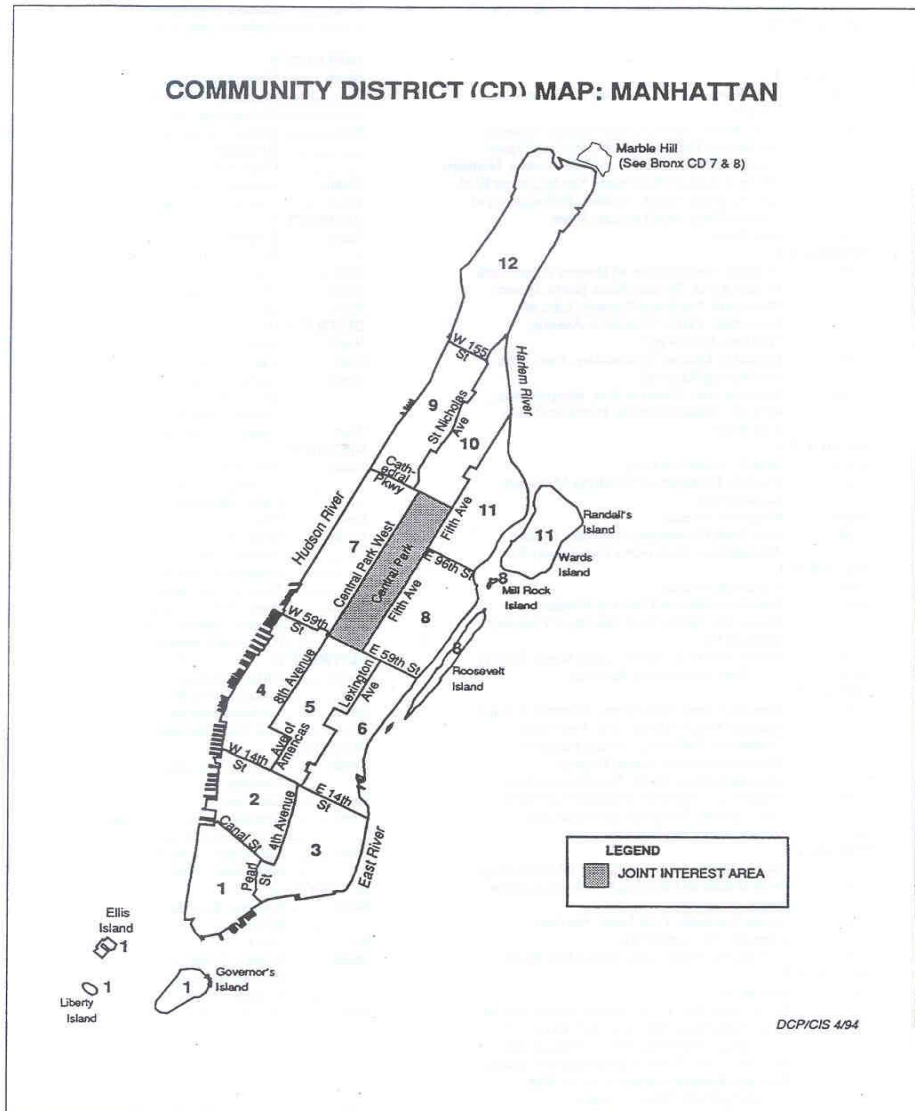 COMMUNITY DISTRICT (CD) MAP: MANHATTAN
Marble Hill
(See Bronx CD 7 & 8)
12
W 155
St
Harlem River
9
St Nicholas
Ave
10
Cath-
edral
Pkwy
Hudson River
Fifth Ave
11
Randall's
Island
11
Wards
Island
7
Central Park West
Central Park
E 96th St
8
Mill Rock
Island
Fifth Ave
8
W 59th
St
E 59th St
8
Roosevelt
Island
4
8th Avenue
5
Lexington
Ave
6
Ave of
Americas
W 14th
St
E 14th
St
2
Canal St
4th Avenue
3
East River
LEGEND
JOINT INTEREST AREA
1
Pearl
St
Ellis
Island
1
Governor's
Island
1
1
Liberty
Island
DCP/CIS 4/94